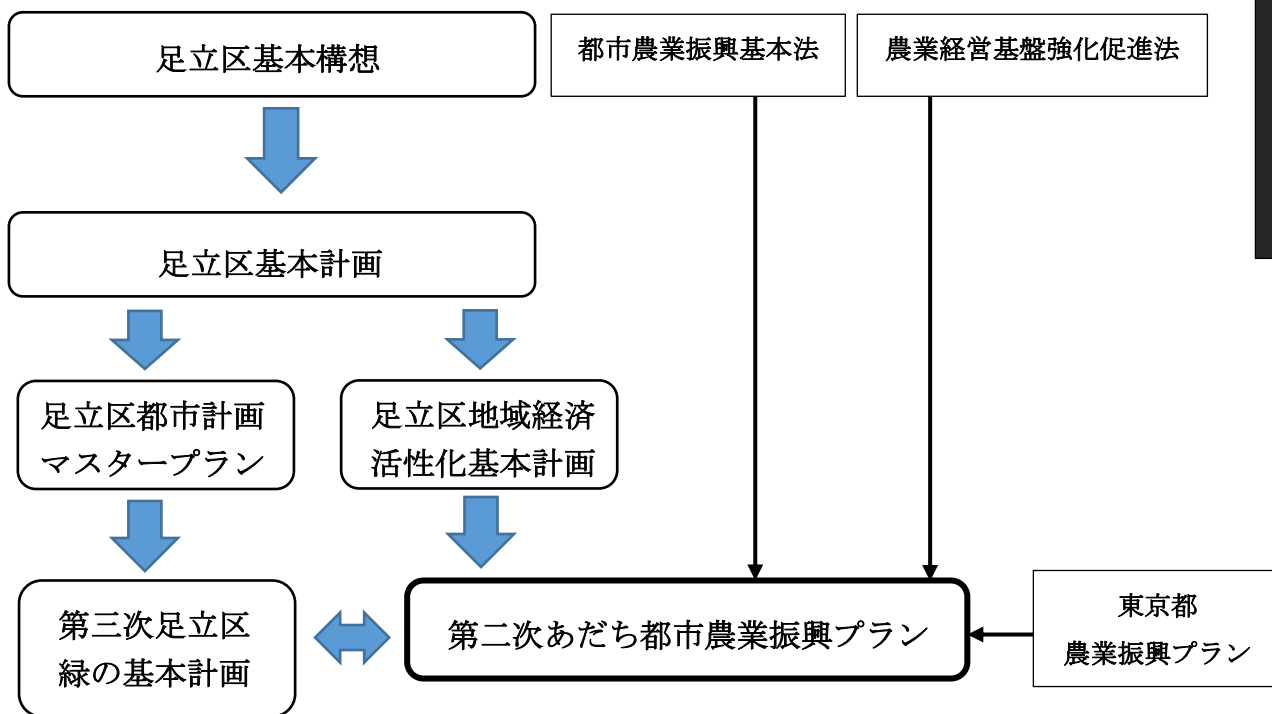 足立区基本構想
都市農業振興基本法
農業経営基盤強化促進法
足立区基本計画
足立区都市計画
マスタープラン
足立区地域経済
活性化基本計画
第三次足立区
緑の基本計画
第二次あだち都市農業振興プラン
東京都
農業振興プラン